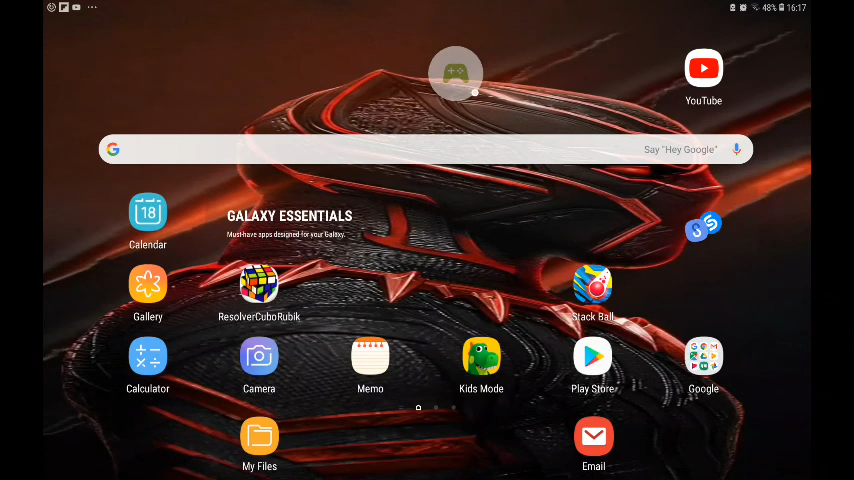 48% 16:17
YouTube
Say "Hey Google"
18
Calendar
GALAXY ESSENTIALS
Must-have apps designed for your Galaxy.
Gallery
ResolverCuboRubik
Stack Ball
Calculator
Camera
Memo
Kids Mode
Play Store
Google
My Files
Email